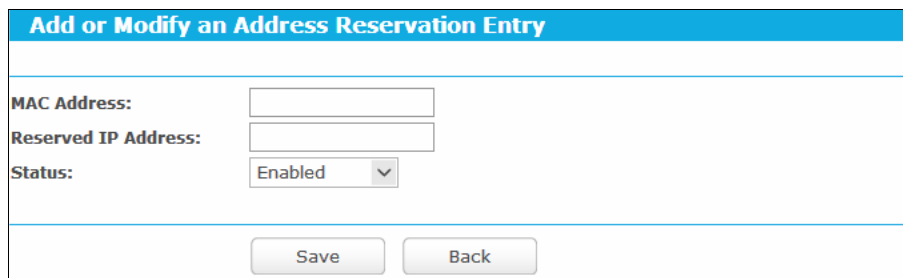 Add or Modify an Address Reservation Entry
MAC Address:
Reserved IP Address:
Status: Enabled
Save Back